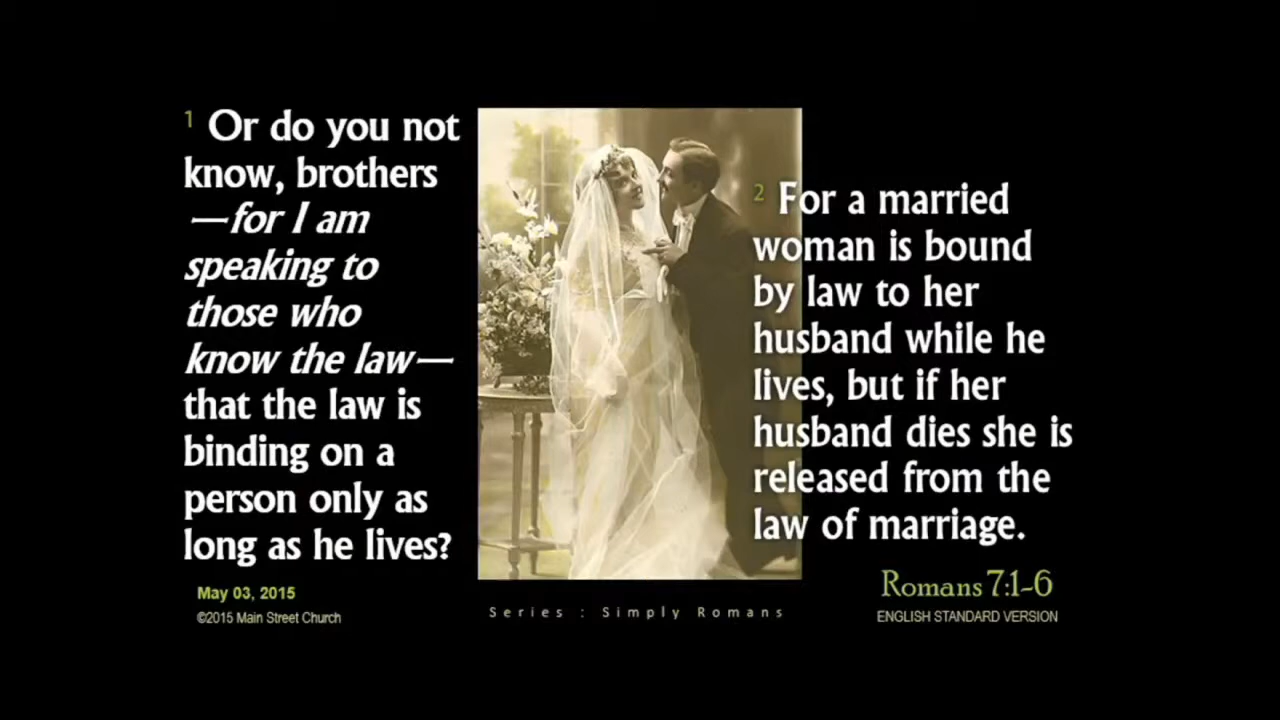 1 Or do you not
know, brothers
—for I am
speaking to
those who
know the law—
that the law is
binding on a
person only as
long as he lives?
2 For a married
woman is bound
by law to her
husband while he
lives, but if her
husband dies she is
released from the
law of marriage.
May 03, 2015
©2015 Main Street Church
Series : Simply Romans
Romans 7:1-6
ENGLISH STANDARD VERSION